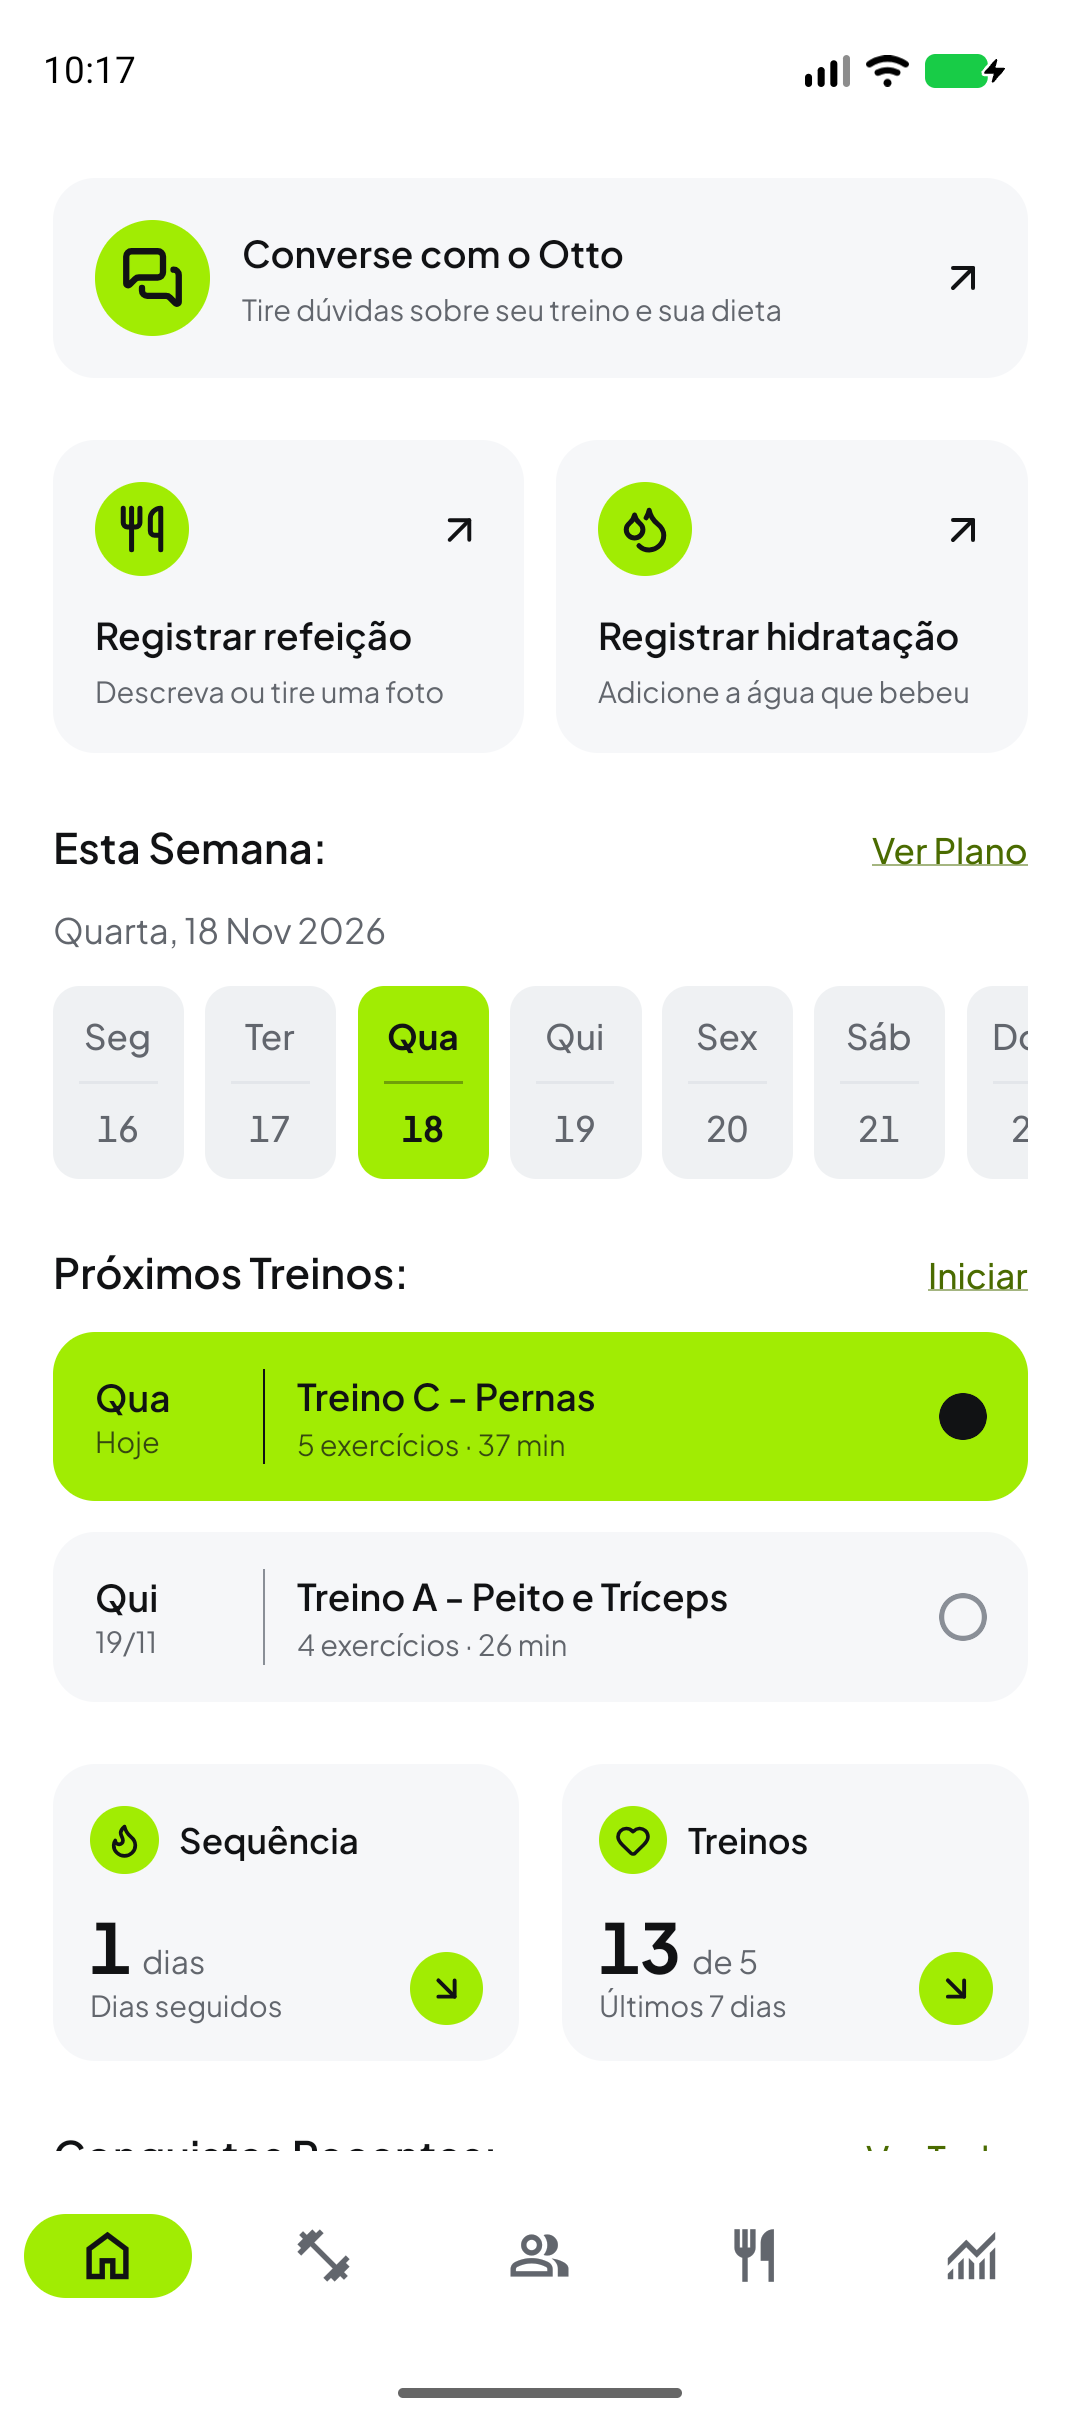 10:17
Converse com o Otto
Tire dúvidas sobre seu treino e sua dieta
Registrar refeição
Descreva ou tire uma foto
Registrar hidratação
Adicione a água que bebeu
Esta Semana:
Ver Plano
Quarta, 18 Nov 2026
Seg
Ter
Qua
Qui
Sex
Sáb
16
17
18
19
20
21
Próximos Treinos:
Iniciar
Qua
Hoje
Treino C - Pernas
5 exercícios · 37 min
Qui
19/11
Treino A - Peito e Tríceps
4 exercícios · 26 min
Sequência
1 dias
Dias seguidos
Treinos
13 de 5
Últimos 7 dias